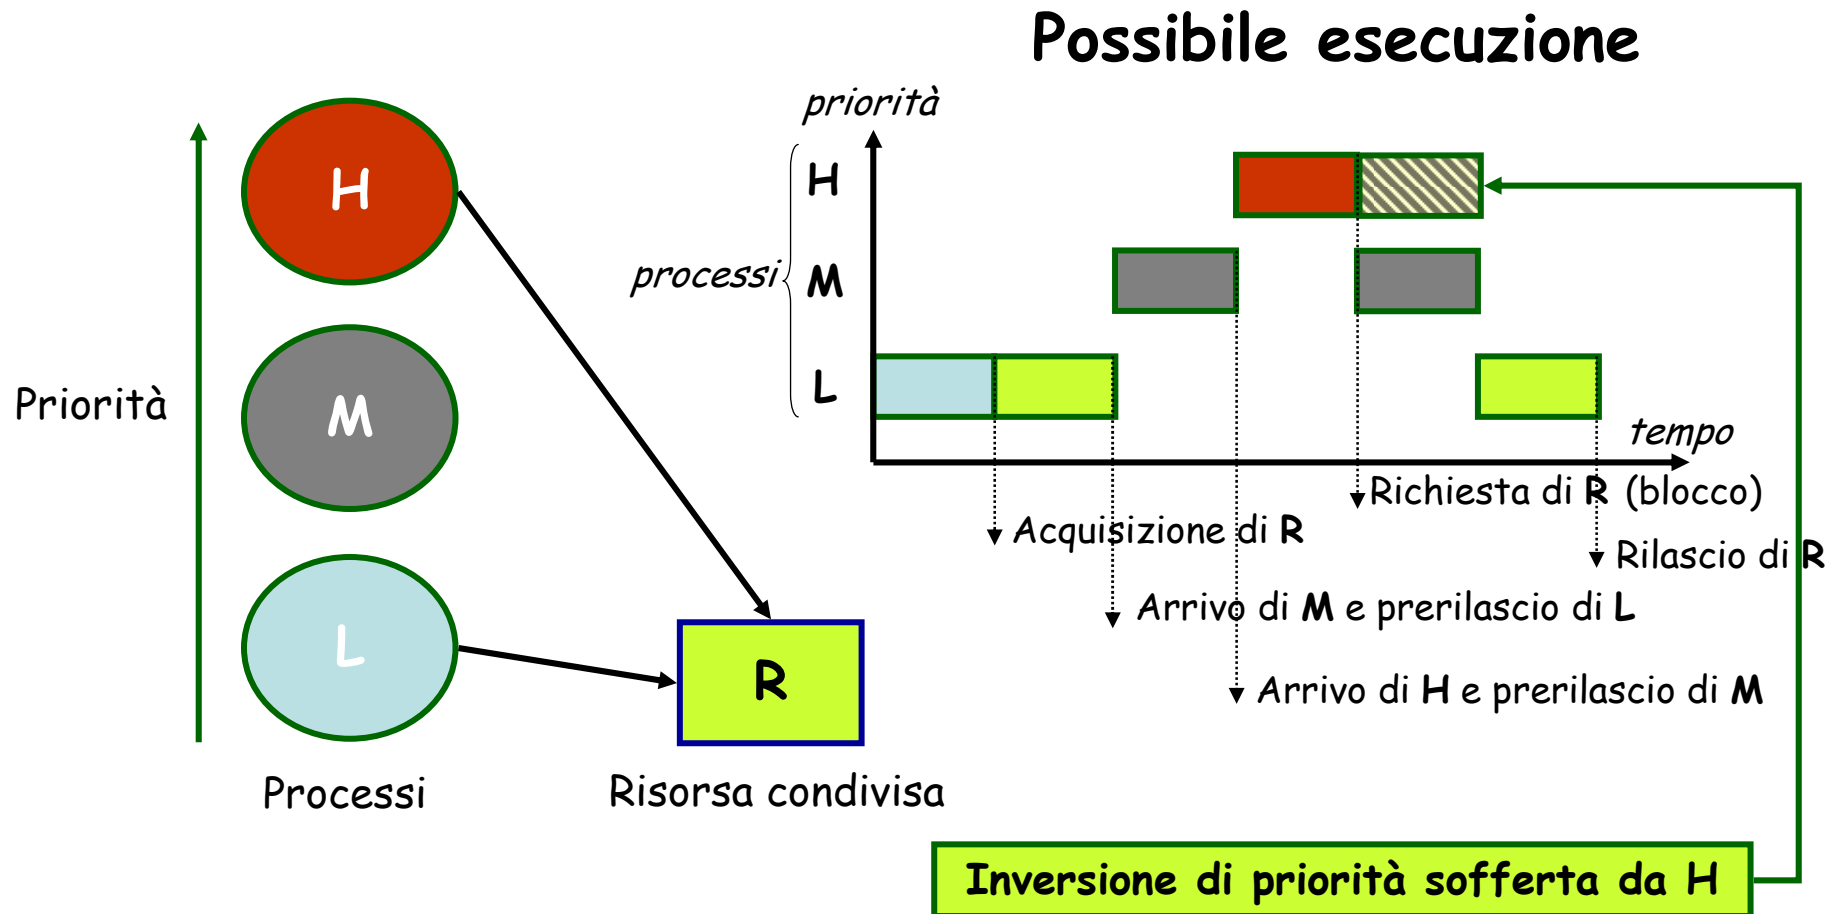 Possibile esecuzione
priorità
H
M
L
processi
Priorità
H
M
L
R
Processi
Risorsa condivisa
tempo
Richiesta di R (blocco)
Acquisizione di R
Rilascio di R
Arrivo di M e prerilascio di L
Arrivo di H e prerilascio di M
Inversione di priorità sofferta da H